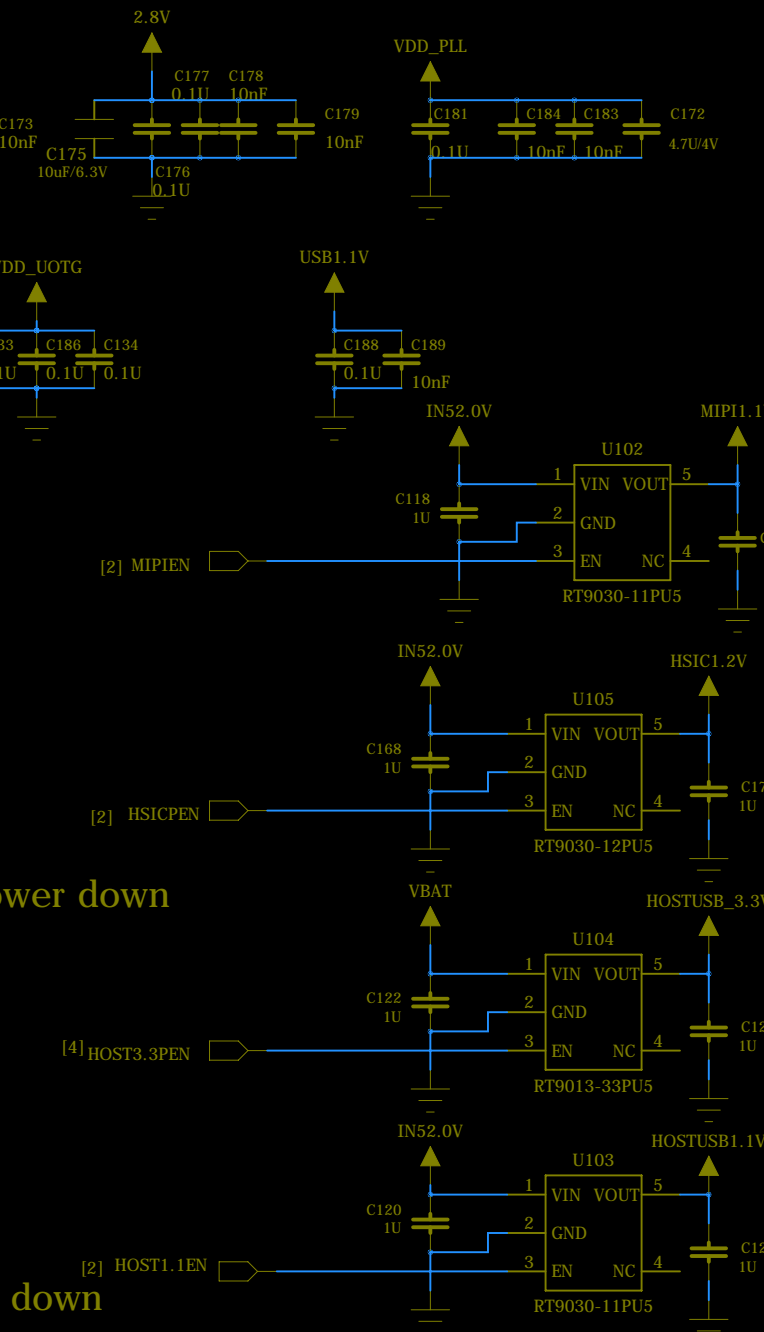 2.8V
VDD_PLL
C177
0.1U
C178
10nF
C173
10nF
C175
10uF/6.3V
C176
0.1U
C179
10nF
C181
0.1U
C184
10nF
C183
10nF
C172
4.7U/4V
USB1.1V
C186
0.1U
C134
0.1U
C188
0.1U
C189
10nF
IN52.0V
U102
C118
1U
1 VIN VOUT 5
2 GND
3 EN NC 4
[2] MIPIEN
RT9030-11PU5
IN52.0V
HSIC1.2V
U105
C168
1U
1 VIN VOUT 5
2 GND
3 EN NC 4
1U
[2] HSICPEN
RT9030-12PU5
down
VBAT
HOSTUSB_3.3V
U104
C122
1U
1 VIN VOUT 5
2 GND
3 EN NC 4
1U
[4] HOST3.3PEN
RT9013-33PU5
IN52.0V
HOSTUSB1.1V
U103
C120
1U
1 VIN VOUT 5
2 GND
3 EN NC 4
1U
[2] HOST1.1EN
RT9030-11PU5
down